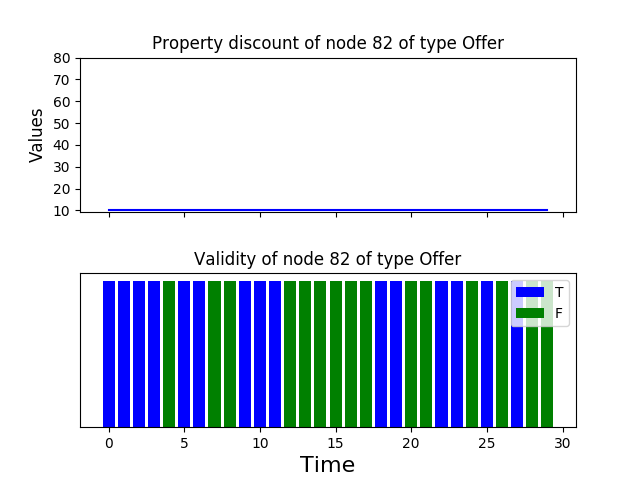 Property discount of node 82 of type Offer
80
70
60
50
40
30
20
10
Values
Validity of node 82 of type Offer
T
F
0 5 10 15 20 25 30
Time